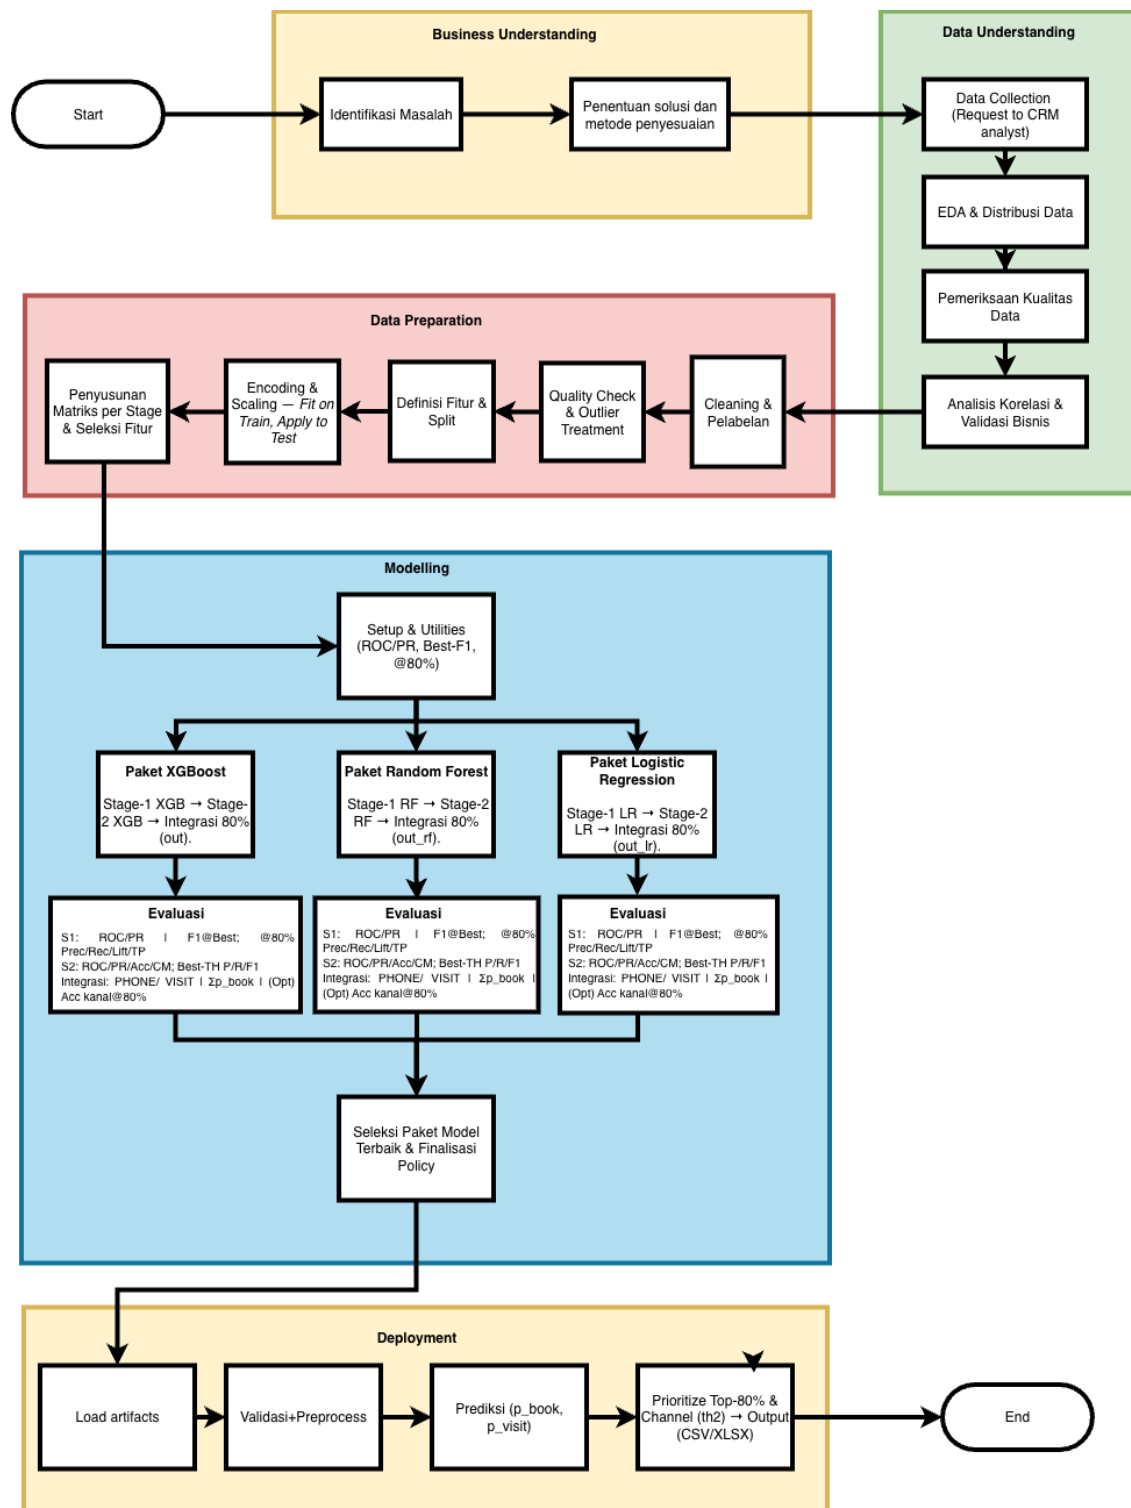 Business Understanding
Start
Identifikasi Masalah
Penentuan solusi dan
metode penyesuaian
Data Understanding
Data Collection
(Request to CRM
analyst)
EDA & Distribusi Data
Pemeriksaan Kualitas
Data
Analisis Korelasi &
Validasi Bisnis
Data Preparation
Cleaning &
Pelabelan
Quality Check
& Outlier
Treatment
Definisi Fitur &
Split
Encoding &
Scaling — Fit on
Train, Apply to
Test
Penyusunan
Matriks per Stage
& Seleksi Fitur
Modelling
Setup & Utilities
(ROC/PR, Best-F1,
@80%)
Paket XGBoost
Stage-1 XGB → Stage-
2 XGB → Integrasi 80%
(out).
Paket Random Forest
Stage-1 RF → Stage-2
RF → Integrasi 80%
(out_rf).
Paket Logistic
Regression
Stage-1 LR → Stage-2
LR → Integrasi 80%
(out_lr).
Evaluasi
S1: ROC/PR | F1@Best; @80%
Prec/Rec/Lift/TP
S2: ROC/PR/Acc/CM; Best-TH P/R/F1
Integrasi: PHONE/ VISIT | Σp_book | (Opt)
Acc kanal@80%
Evaluasi
S1: ROC/PR | F1@Best; @80%
Prec/Rec/Lift/TP
S2: ROC/PR/Acc/CM; Best-TH P/R/F1
Integrasi: PHONE/ VISIT | Σp_book |
(Opt) Acc kanal@80%
Evaluasi
S1: ROC/PR | F1@Best; @80%
Prec/Rec/Lift/TP
S2: ROC/PR/Acc/CM; Best-TH P/R/F1
Integrasi: PHONE/ VISIT | Σp_book |
(Opt) Acc kanal@80%
Seleksi Paket Model
Terbaik & Finalisasi
Policy
Deployment
Load artifacts
Validasi+Preprocess
Prediksi (p_book,
p_visit)
Prioritize Top-80% &
Channel (th2) → Output
(CSV/XLSX)
End